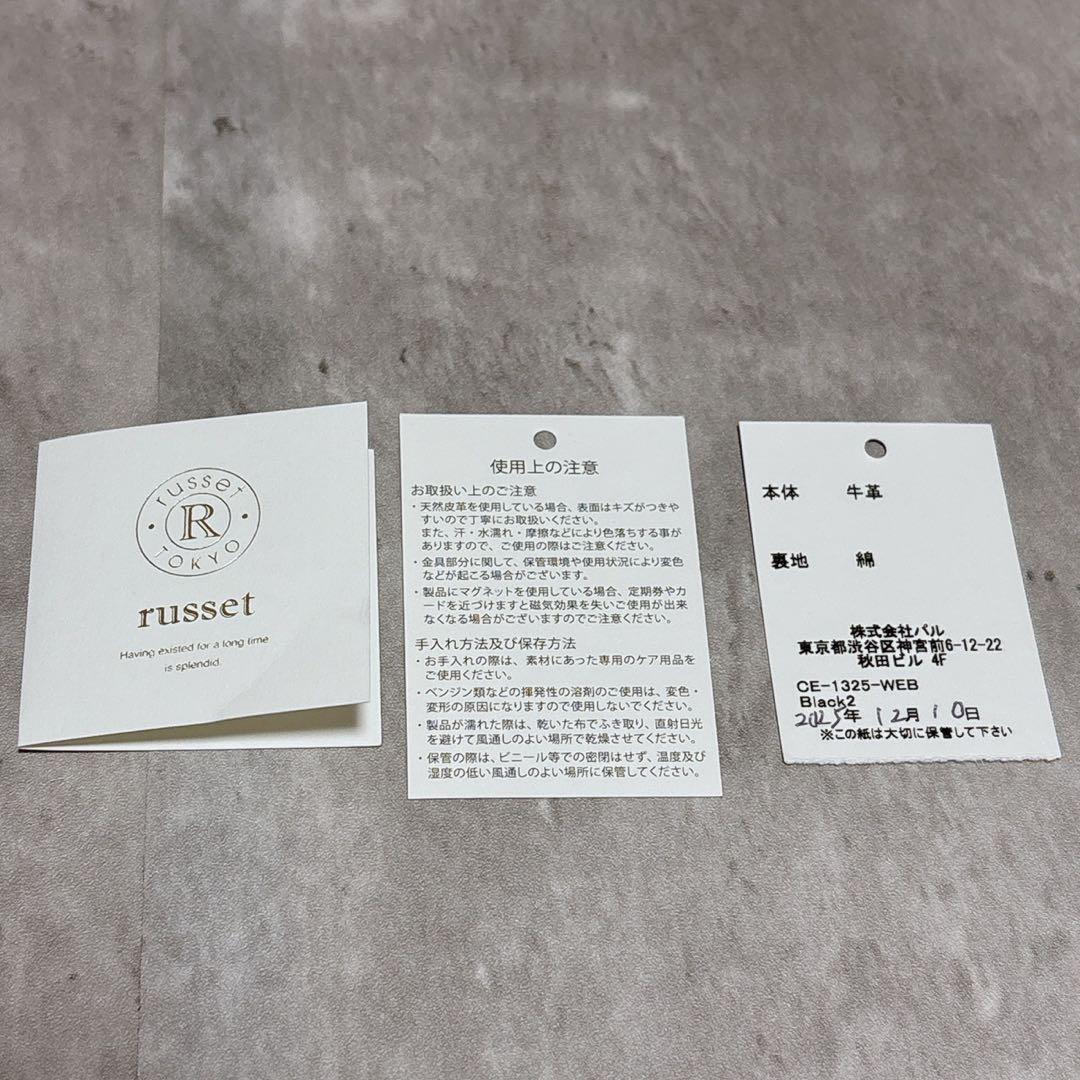 russet
R
TOKYO
russet
Having existed for a long time
is splendid.
使用上の注意
お取扱い上のご注意
・天然皮革を使用している場合、表面はキズがつきや
すいので丁寧にお取扱いください。
また、汗・水濡れ・摩擦などにより色落ちする事が
ありますので、ご使用の際はご注意ください。
・金具部分に関して、保管環境や使用状況により変色
などが起こる場合がございます。
・製品にマグネットを使用している場合、定期券やカ
ードを近づけますと磁気効果を失いご使用が出来
なくなる場合がございますのでご注意ください。
手入れ方法及び保存方法
・お手入れの際は、素材にあった専用のケア用品を
ご使用ください。
・ベンジン類などの揮発性の溶剤のご使用は、変色・
変形の原因になりますので使用しないでください。
・製品が濡れた際は、乾いた布でふき取り、直射日光
を避けて風通しのよい場所で乾燥させてください。
・保管の際は、ビニール等での密閉はせず、温度及び
湿度の低い風通しのよい場所に保管してください。
本体 牛革
裏地 綿
株式会社パル
東京都渋谷区神宮前6-12-22
秋田ビル 4F
CE-1325-WEB
Black2
2025年 12月 10日
※この紙は大切に保管して下さい